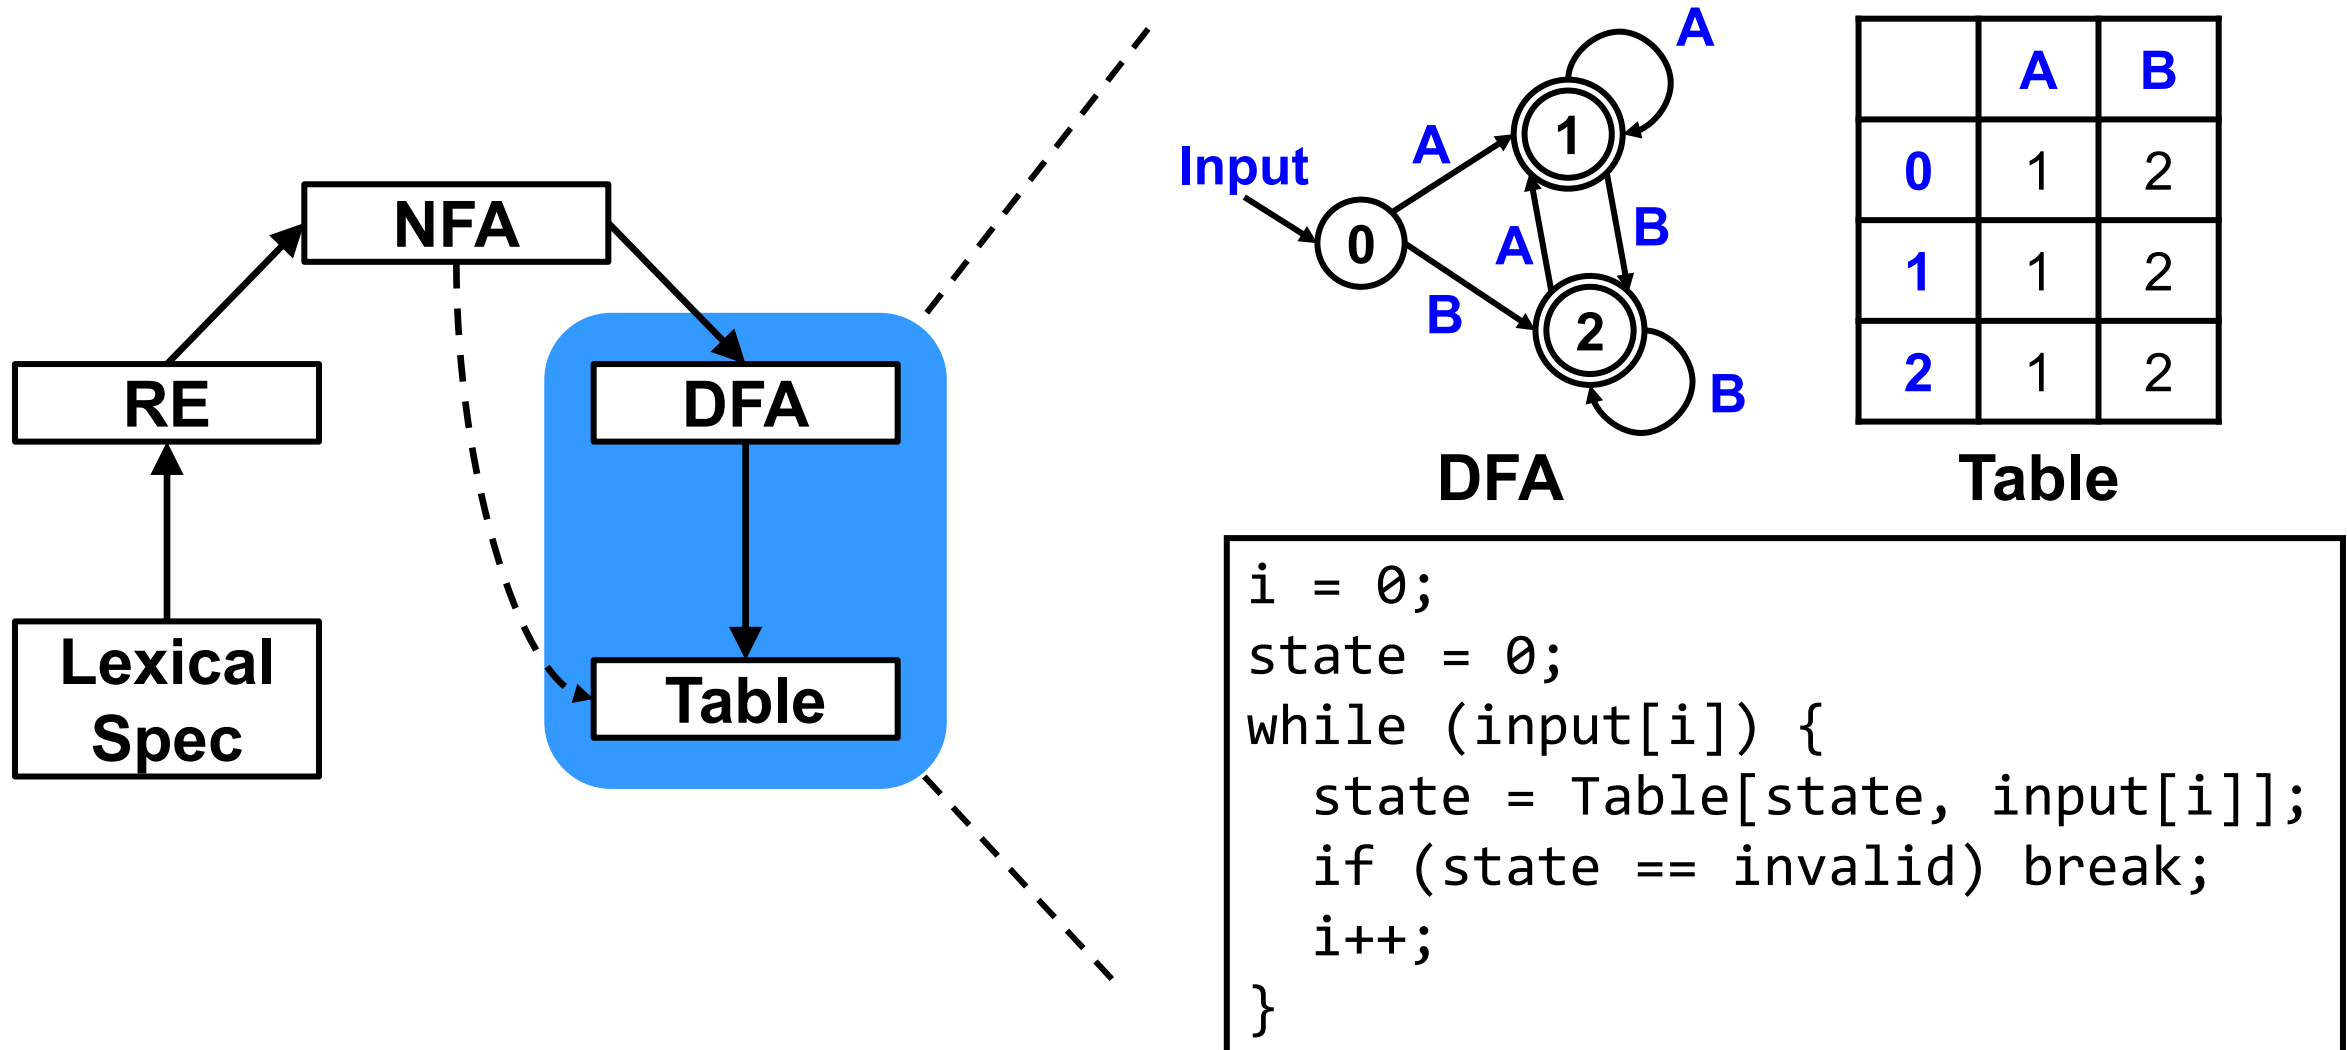 NFA
RE
DFA
Lexical
Spec
Table
Input
0
1
2
A
B
A
B
A
B
DFA
A B
0 1 2
1 1 2
2 1 2
Table
i = 0;
state = 0;
while (input[i]) {
   state = Table[state, input[i]];
   if (state == invalid) break;
   i++;
}